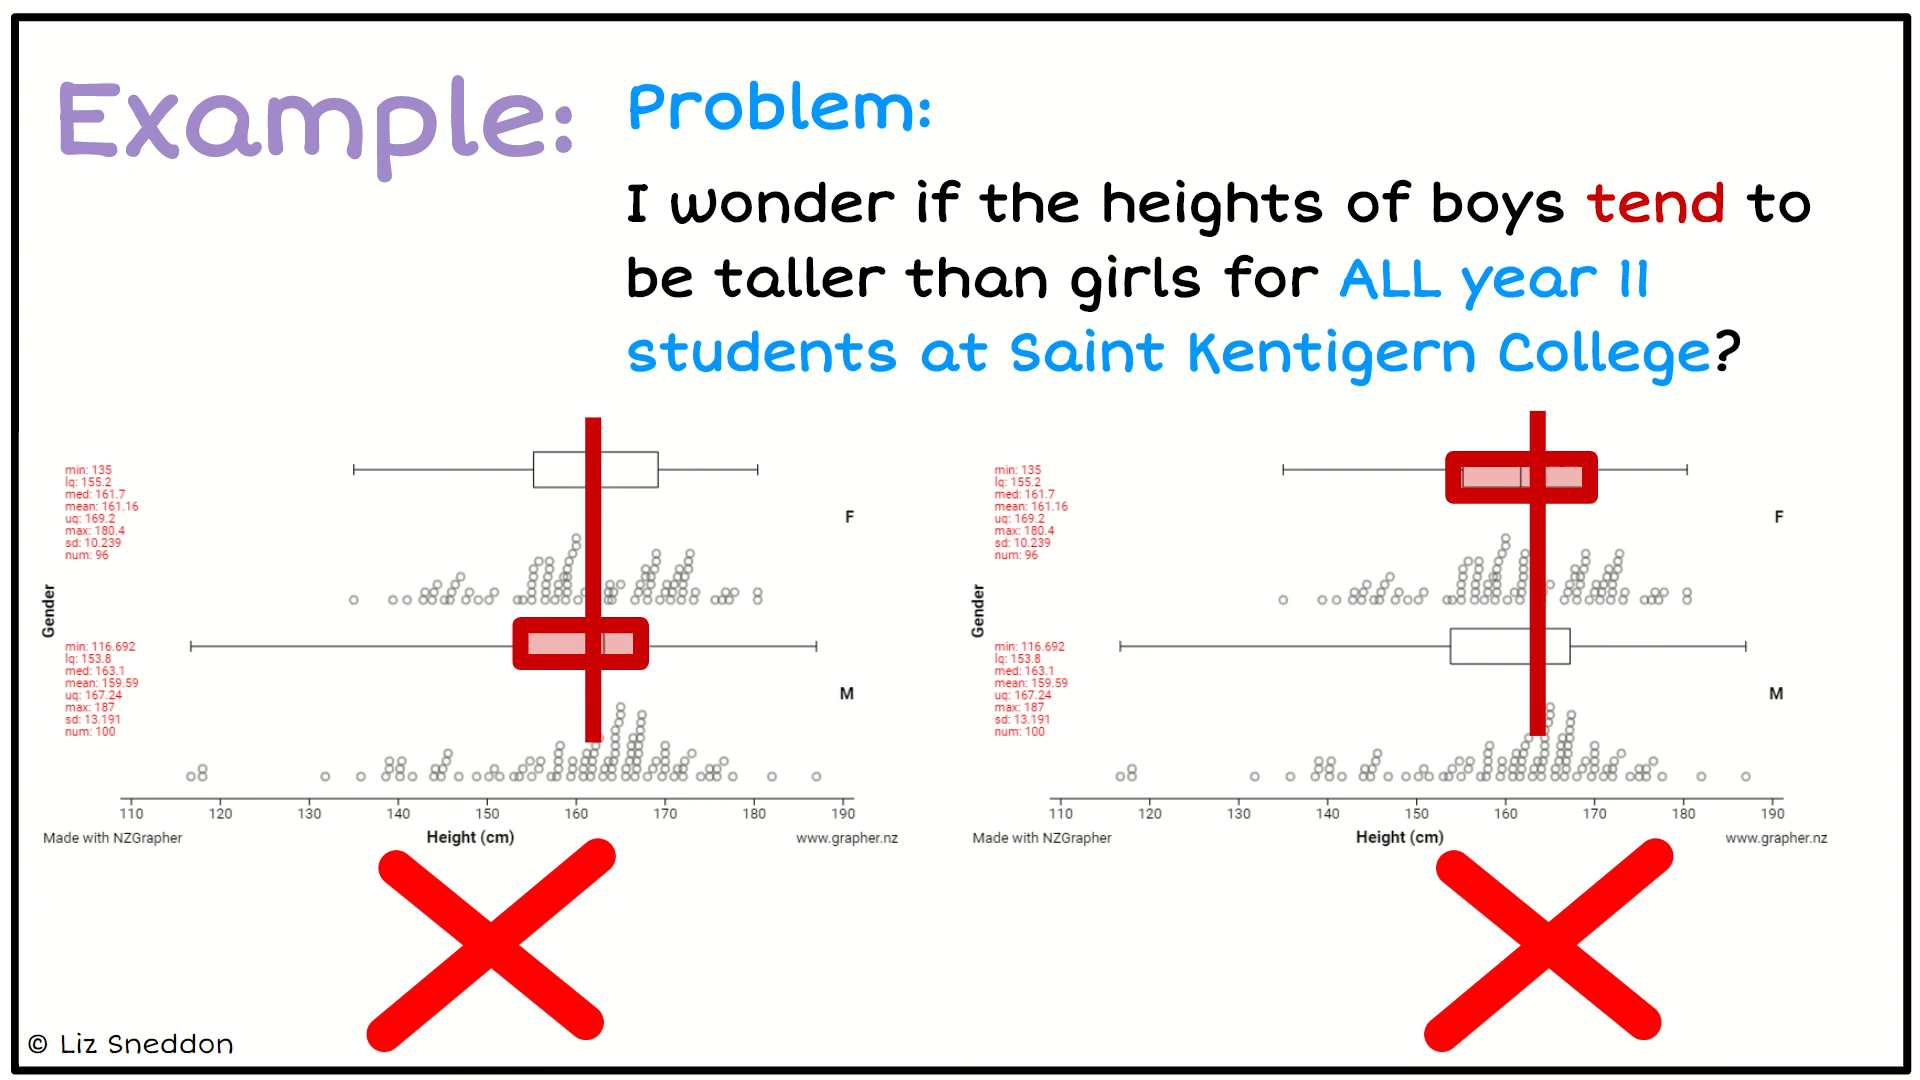 Example:
Problem:
I wonder if the heights of boys tend to
be taller than girls for ALL year 11
students at Saint Kentigern College?
min: 135
lq: 155.2
med: 161.7
mean: 161.16
uq: 169.2
max: 180.4
sd: 10.239
num: 96
F
Gender
min: 116.692
lq: 153.8
med: 163.1
mean: 159.59
uq: 167.24
max: 187
sd: 13.191
num: 100
M
110 120 130 140 150 160 170 180 190
Made with NZGrapher Height (cm) www.grapher.nz
min: 135
lq: 155.2
med: 161.7
mean: 161.16
uq: 169.2
max: 180.4
sd: 10.239
num: 96
F
Gender
min: 116.692
lq: 153.8
med: 163.1
mean: 159.59
uq: 167.24
max: 187
sd: 13.191
num: 100
M
110 120 130 140 150 160 170 180 190
Made with NZGrapher Height (cm) www.grapher.nz
© Liz Sneddon